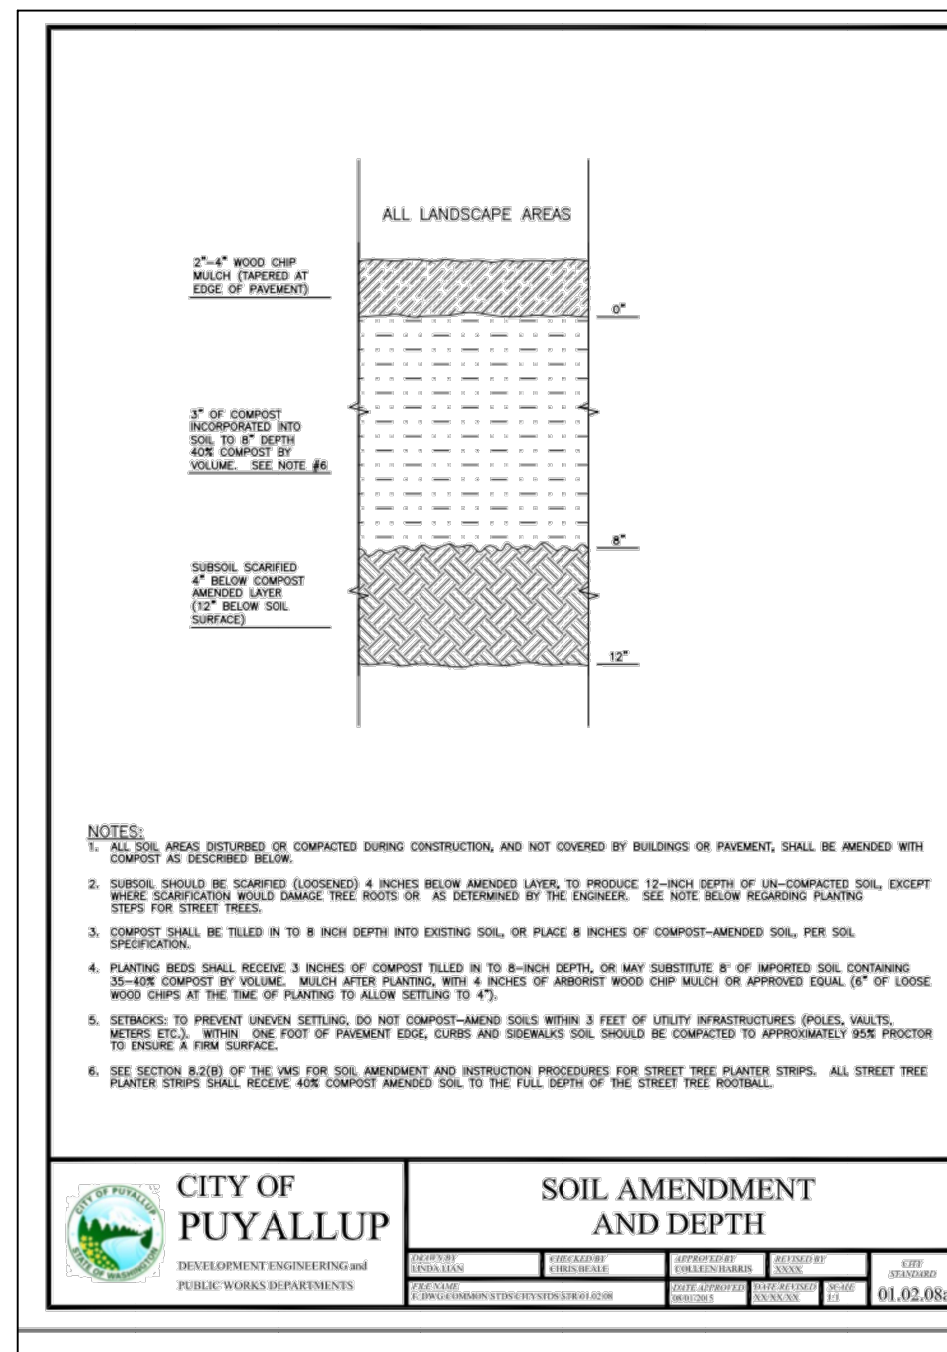 ALL LANDSCAPE AREAS
2"-4" WOOD CHIP
MULCH (TAPERED AT
EDGE OF PAVEMENT)
0"
3" OF COMPOST
INCORPORATED INTO
SOIL TO 8" DEPTH
40% COMPOST BY
VOLUME. SEE NOTE #6
8"
SUBSOIL SCARIFIED
4" BELOW COMPOST
AMENDED LAYER
(12" BELOW SOIL
SURFACE)
12"
NOTES:
1. ALL SOIL AREAS DISTURBED OR COMPACTED DURING CONSTRUCTION, AND NOT COVERED BY BUILDINGS OR PAVEMENT, SHALL BE AMENDED WITH
COMPOST AS DESCRIBED BELOW.
2. SUBSOIL SHOULD BE SCARIFIED (LOOSENED) 4 INCHES BELOW AMENDED LAYER, TO PRODUCE 12-INCH DEPTH OF UN-COMPACTED SOIL, EXCEPT
WHERE SCARIFICATION WOULD DAMAGE TREE ROOTS OR AS DETERMINED BY THE ENGINEER. SEE NOTE BELOW REGARDING PLANTING
STEPS FOR STREET TREES.
3. COMPOST SHALL BE TILLED IN TO 8 INCH DEPTH INTO EXISTING SOIL, OR PLACE 8 INCHES OF COMPOST-AMENDED SOIL, PER SOIL
SPECIFICATION.
4. PLANTING BEDS SHALL RECEIVE 3 INCHES OF COMPOST TILLED IN TO 8-INCH DEPTH, OR MAY SUBSTITUTE 8" OF IMPORTED SOIL CONTAINING
35-40% COMPOST BY VOLUME. MULCH AFTER PLANTING, WITH 4 INCHES OF ARBORIST WOOD CHIP MULCH OR APPROVED EQUAL (6" OF LOOSE
WOOD CHIPS AT THE TIME OF PLANTING TO ALLOW SETTLING TO 4").
5. SETBACKS: TO PREVENT UNEVEN SETTLING, DO NOT COMPOST-AMEND SOILS WITHIN 3 FEET OF UTILITY INFRASTRUCTURES (POLES, VAULTS,
METERS ETC.). WITHIN ONE FOOT OF PAVEMENT EDGE, CURBS AND SIDEWALKS SOIL SHOULD BE COMPACTED TO APPROXIMATELY 95% PROCTOR
TO ENSURE A FIRM SURFACE.
6. SEE SECTION 8.2(B) OF THE VMS FOR SOIL AMENDMENT AND INSTRUCTION PROCEDURES FOR STREET TREE PLANTER STRIPS. ALL STREET TREE
PLANTER STRIPS SHALL RECEIVE 40% COMPOST AMENDED SOIL TO THE FULL DEPTH OF THE STREET TREE ROOTBALL.
CITY OF PUYALLUP
STATE OF WASHINGTON
CITY OF
PUYALLUP
DEVELOPMENT ENGINEERING and
PUBLIC WORKS DEPARTMENTS
SOIL AMENDMENT
AND DEPTH
DRAWN BY
LINDA LIAN
CHECKED BY
CHRIS BEALE
APPROVED BY
COLLEEN HARRIS
REVISED BY
XXXX
FILE NAME
DATE APPROVED
08/01/2015
DATE REVISED
XX/XX/XX
SCALE
1:1
CITY
STANDARD
01.02.08a